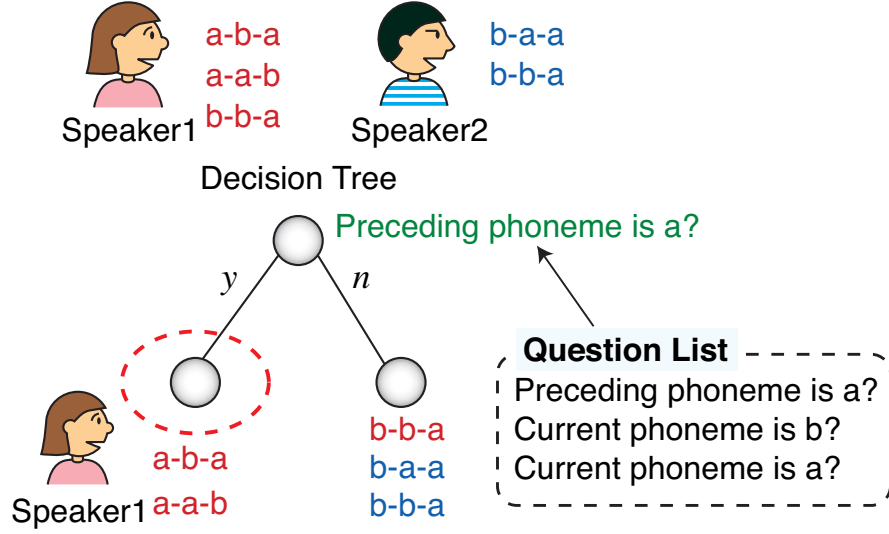 a-b-a
a-a-b
b-b-a
Speaker1
b-a-a
b-b-a
Speaker2
Decision Tree
Preceding phoneme is a?
y
n
Question List
Preceding phoneme is a?
Current phoneme is b?
Current phoneme is a?
a-b-a
a-a-b
Speaker1
b-b-a
b-a-a
b-b-a